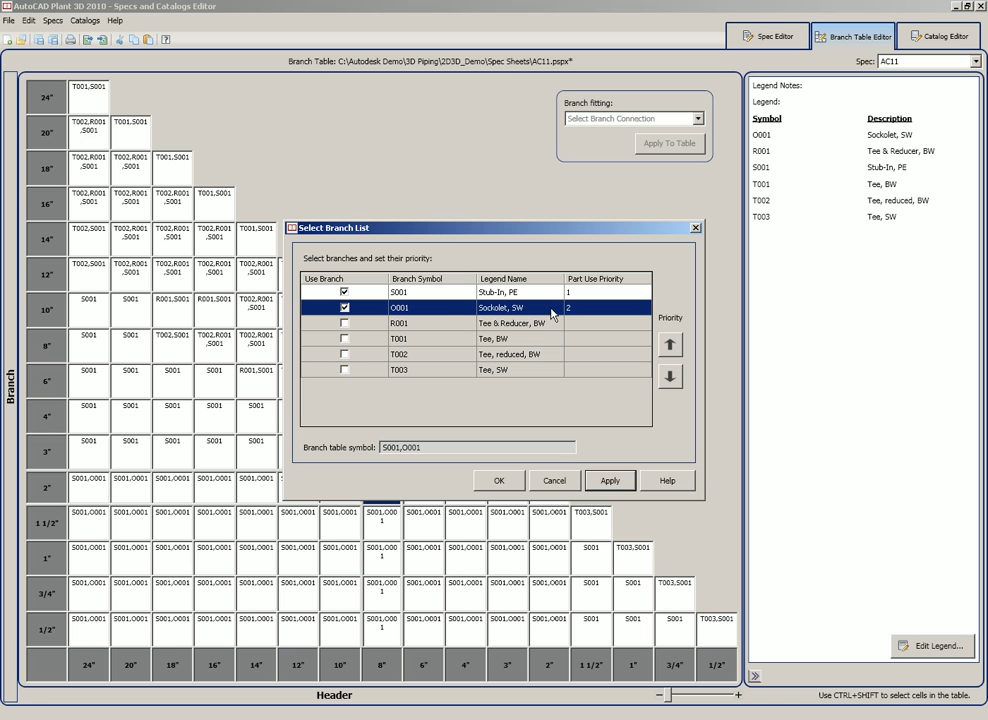 AutoCAD Plant 3D 2010 - Specs and Catalogs Editor
File Edit Specs Catalogs Help
Spec Editor Branch Table Editor Catalog Editor
Branch Table: C:\Autodesk Demo\3D Piping\2D3D_Demo\Spec Sheets\AC11.pspx*
Spec: AC11
24" T001,S001
20" T002,R001 T001,S001
,S001
18" T002,R001 T002,R001 T001,S001
,S001 ,S001
16" T002,R001 T002,R001 T002,R001 T001,S001
,S001 ,S001 ,S001
14" T002,S001 T002,R001 T002,R001 T002,R001 T001,S001
,S001 ,S001 ,S001
12" T002,S001 T002,S001 T002,R001 T002,R001 T002,R001
,S001 ,S001 ,S001
10" S001 S001 R001,S001 R001,S001 T002,R001
,S001
8" S001 S001 T002,S001 T002,S001 T002,R001
,S001
6" S001 S001 S001 S001 R001,S001
4" S001 S001 S001 S001 S001
3" S001 S001 S001 S001 S001
2" S001,O001 S001,O001 S001,O001 S001,O001 S001,O001
1 1/2" S001,O001 S001,O001 S001,O001 S001,O001 S001,O001 S001,O001 S001,O001 S001,O00 S001,O001 S001,O001 S001,O001 S001,O001 T003,S001
1
1" S001,O001 S001,O001 S001,O001 S001,O001 S001,O001 S001,O001 S001,O001 S001,O00 S001,O001 S001,O001 S001,O001 S001,O001 S001 T003,S001
1
3/4" S001,O001 S001,O001 S001,O001 S001,O001 S001,O001 S001,O001 S001,O001 S001,O00 S001,O001 S001,O001 S001,O001 S001,O001 S001 S001 T003,S001
1
1/2" S001,O001 S001,O001 S001,O001 S001,O001 S001,O001 S001,O001 S001,O001 S001,O00 S001,O001 S001,O001 S001,O001 S001,O001 S001 S001 S001 T003,S001
1
24" 20" 18" 16" 14" 12" 10" 8" 6" 4" 3" 2" 1 1/2" 1" 3/4" 1/2"
Branch
Header
Branch fitting:
Select Branch Connection
Apply To Table
Select Branch List
Select branches and set their priority:
Use Branch Branch Symbol Legend Name Part Use Priority
S001 Stub-In, PE 1
O001 Sockolet, SW 2
R001 Tee & Reducer, BW
T001 Tee, BW
T002 Tee, reduced, BW
T003 Tee, SW
Priority
Branch table symbol: S001,O001
OK Cancel Apply Help
Legend Notes:
Legend:
Symbol Description
O001 Sockolet, SW
R001 Tee & Reducer, BW
S001 Stub-In, PE
T001 Tee, BW
T002 Tee, reduced, BW
T003 Tee, SW
Edit Legend...
Use CTRL+SHIFT to select cells in the table.